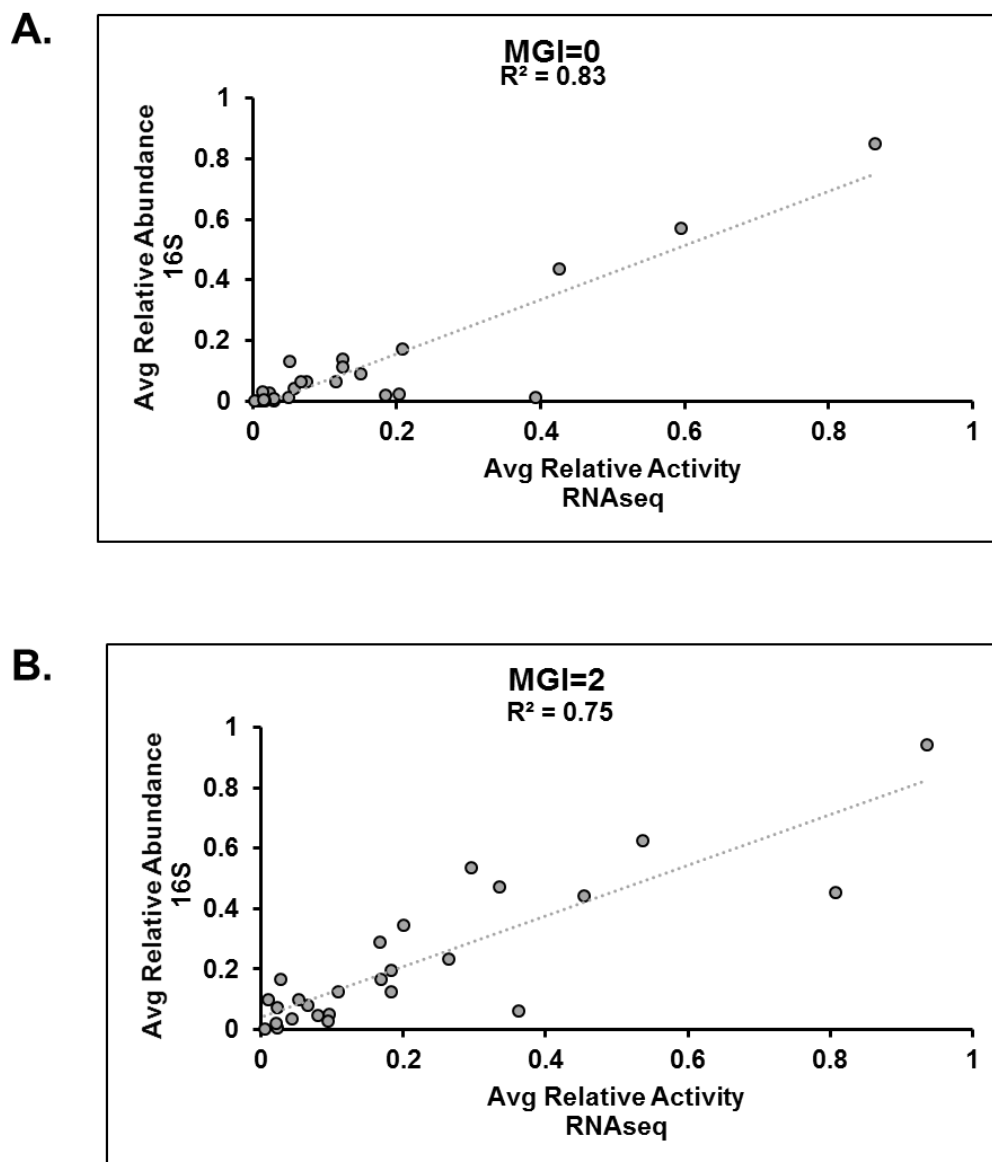 A.
MGI=0
R² = 0.83
Avg Relative Abundance
16S
1
0.8
0.6
0.4
0.2
0
0 0.2 0.4 0.6 0.8 1
Avg Relative Activity
RNAseq
B.
MGI=2
R² = 0.75
Avg Relative Abundance
16S
1
0.8
0.6
0.4
0.2
0
0 0.2 0.4 0.6 0.8 1
Avg Relative Activity
RNAseq